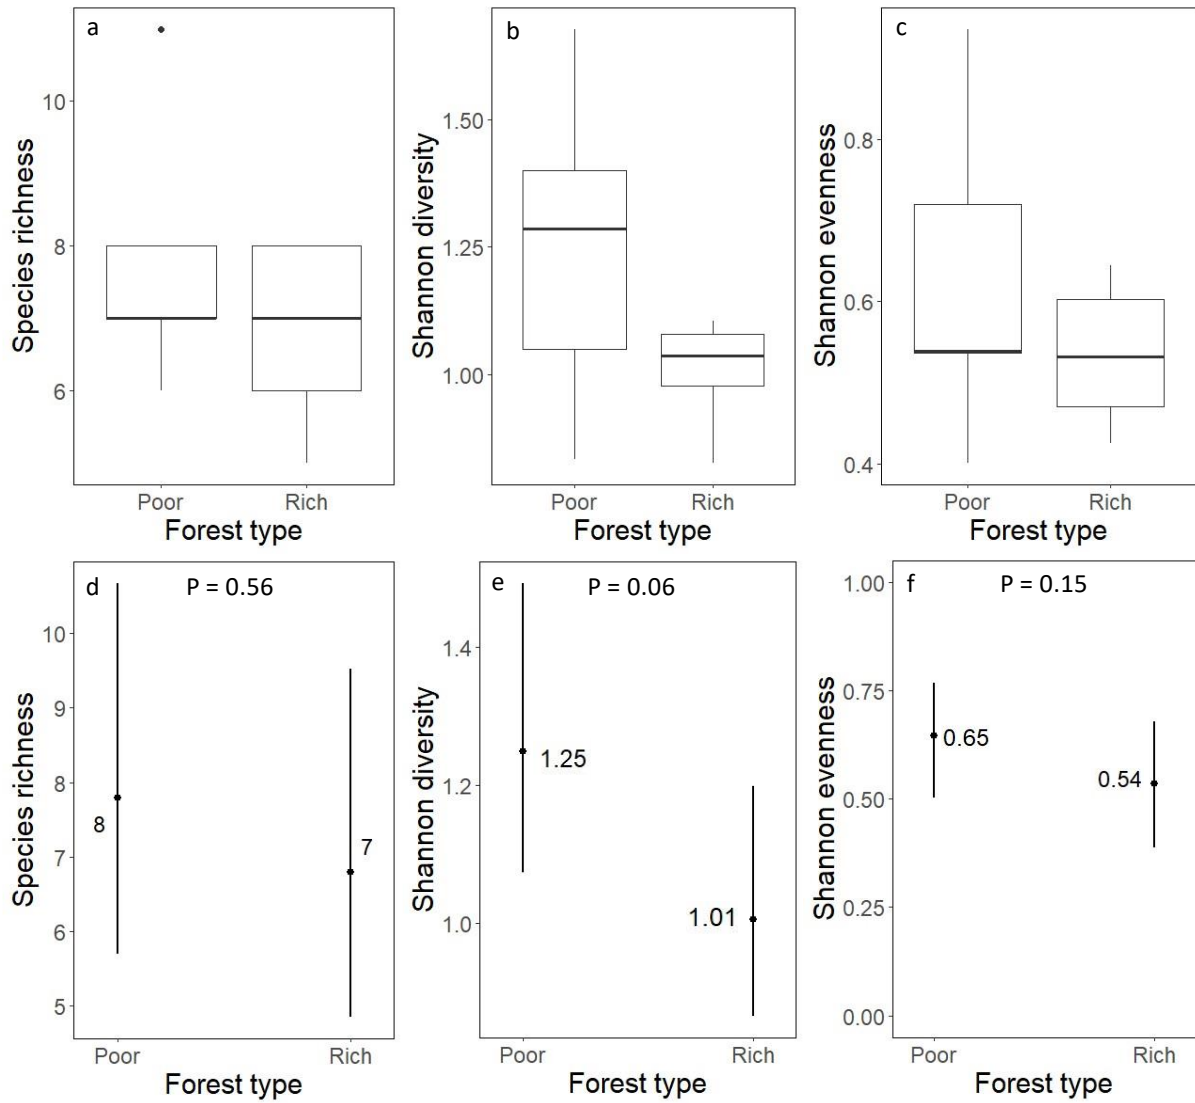 a
Species richness
10
8
6
Poor
Rich
Forest type
b
Shannon diversity
1.50
1.25
1.00
Poor
Rich
Forest type
c
Shannon evenness
0.8
0.6
0.4
Poor
Rich
Forest type
d
P = 0.56
Species richness
10
9
8
7
6
5
8
7
Poor
Rich
Forest type
e
P = 0.06
Shannon diversity
1.4
1.2
1.0
1.25
1.01
Poor
Rich
Forest type
f
P = 0.15
Shannon evenness
1.00
0.75
0.50
0.25
0.00
0.65
0.54
Poor
Rich
Forest type